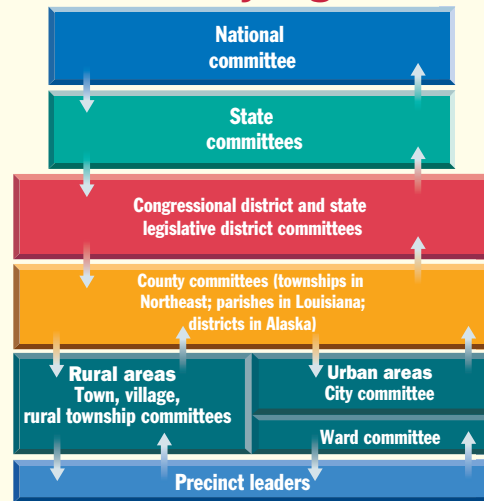 National
committee
State
committees
Congressional district and state
legislative district committees
County committees (townships in
Northeast; parishes in Louisiana;
districts in Alaska)
Rural areas
Town, village,
rural township committees
Urban areas
City committee
Ward committee
Precinct leaders